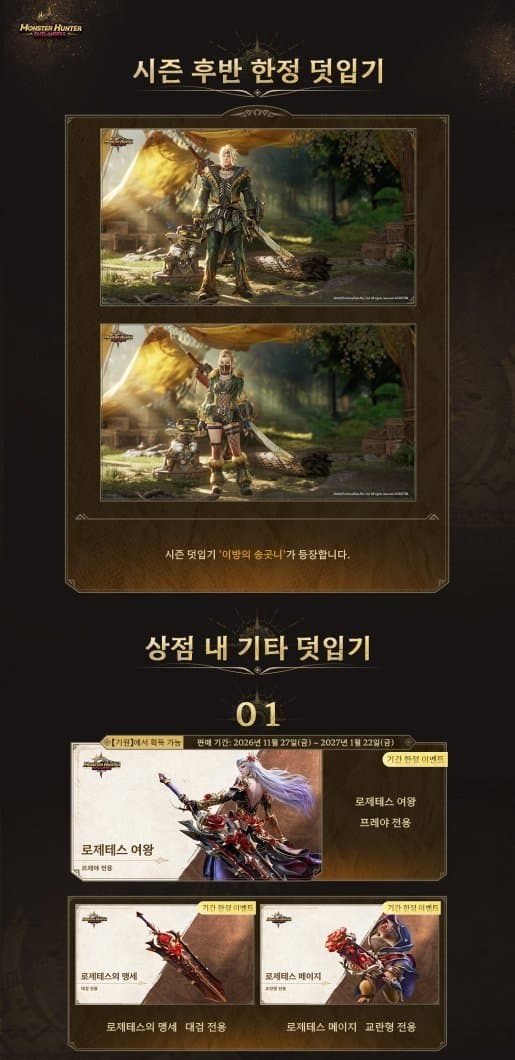 MONSTER HUNTER
OUTLANDERS
시즌 후반 한정 덧입기
시즌 덧입기 '이방의 송곳니'가 등장합니다.
상점 내 기타 덧입기
01
【기원】에서 획득 가능
판매 기간: 2026년 11월 27일(금) ~ 2027년 1월 22일(금)
기간 한정 이벤트
로제테스 여왕
프레야 전용
로제테스 여왕
프레야 전용
기간 한정 이벤트
로제테스의 맹세
대검 전용
로제테스의 맹세 대검 전용
기간 한정 이벤트
로제테스 메이지
교란형 전용
로제테스 메이지 교란형 전용